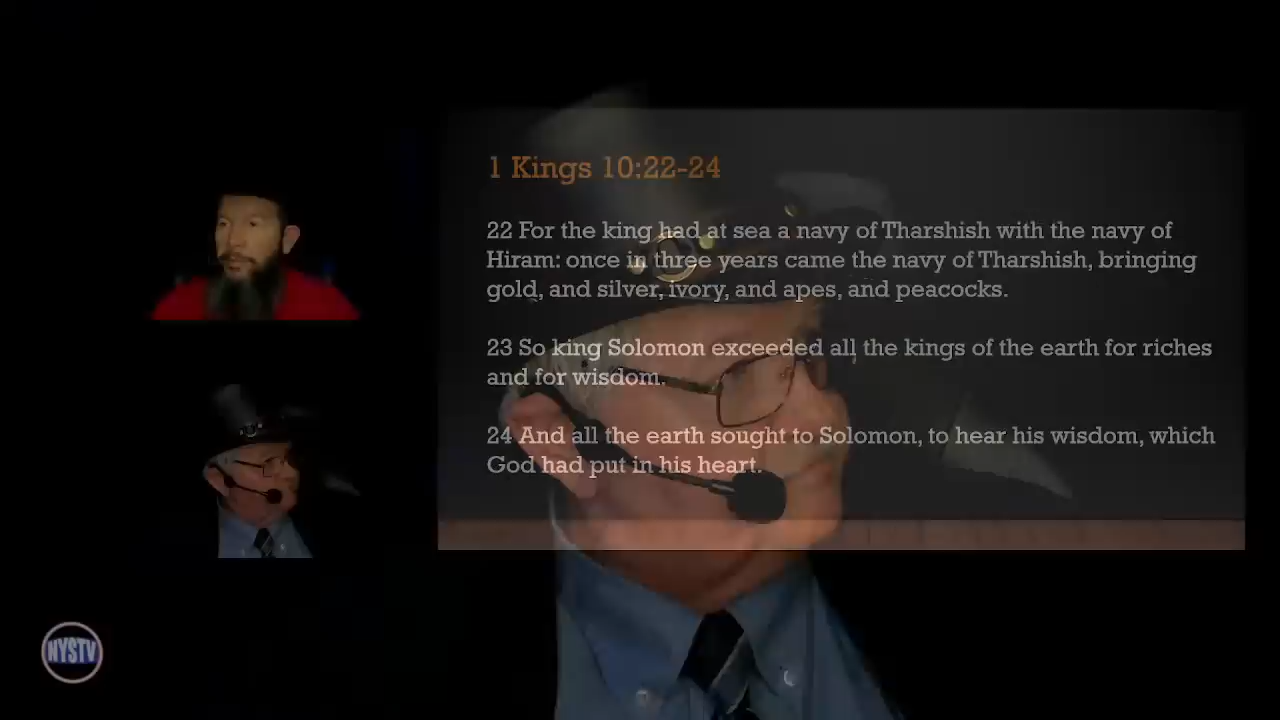 1 Kings 10:22-24
22 For the king had at sea a navy of Tharshish with the navy of
Hiram: once in three years came the navy of Tharshish, bringing
gold, and silver, ivory, and apes, and peacocks.
23 So king Solomon exceeded all the kings of the earth for riches
and for wisdom.
24 And all the earth sought to Solomon, to hear his wisdom, which
God had put in his heart.
NYSTV